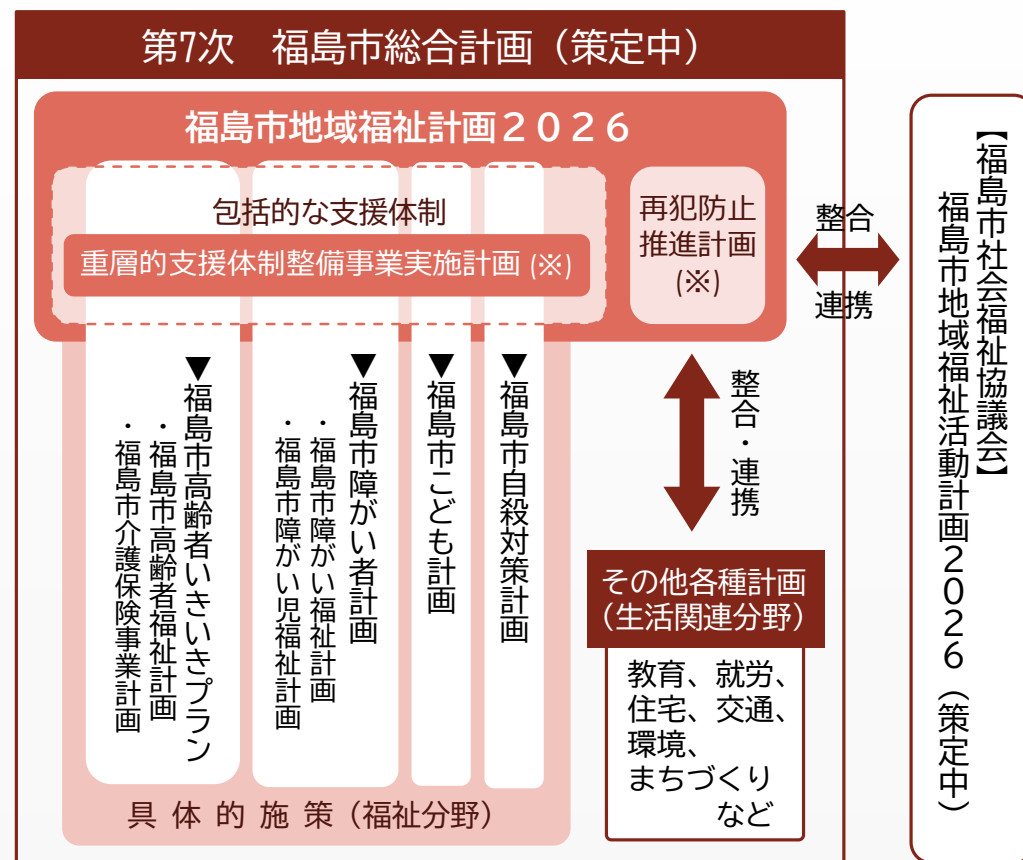 第7次　福島市総合計画（策定中）
福島市地域福祉計画２０２６
包括的な支援体制
重層的支援体制整備事業実施計画（※）
再犯防止
推進計画
（※）
整合
連携
【福島市社会福祉協議会】
福島市地域福祉活動計画２０２６（策定中）
▼福島市高齢者いきいきプラン
・福島市高齢者福祉計画
・福島市介護保険事業計画
▼福島市障がい者計画
・福島市障がい福祉計画
・福島市障がい児福祉計画
▼福島市こども計画
▼福島市自殺対策計画
具体的施策（福祉分野）
整合・連携
その他各種計画
（生活関連分野）
教育、就労、
住宅、交通、
環境、
まちづくり
など